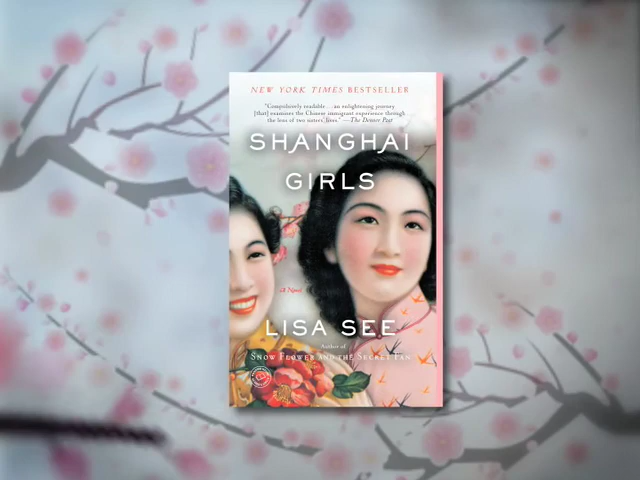 NEW YORK TIMES BESTSELLER
"Compulsively readable . . . an enlightening journey
[that] examines the Chinese immigrant experience through
the lens of two sisters' lives." —The Denver Post
SHANGHAI
GIRLS
A Novel
LISA SEE
Author of
SNOW FLOWER AND THE SECRET FAN